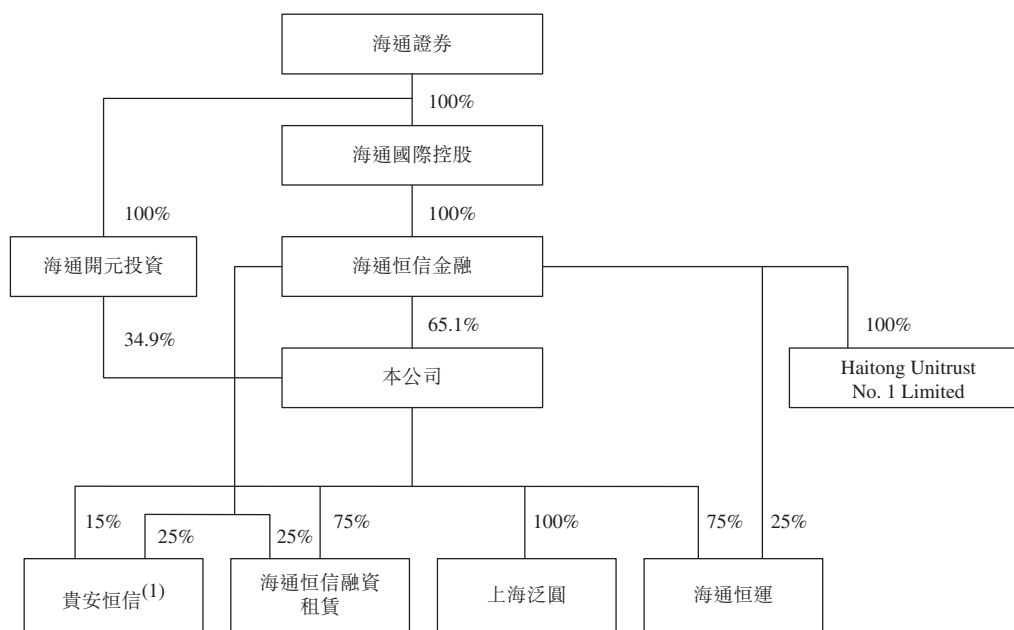 海通證券
100%
海通國際控股
100%
100%
海通開元投資
海通恒信金融
34.9%
65.1%
100%
本公司
Haitong Unitrust
No. 1 Limited
15%
25%
25%
75%
100%
75%
25%
貴安恒信(1)
海通恒信融資
租賃
上海泛圓
海通恒運